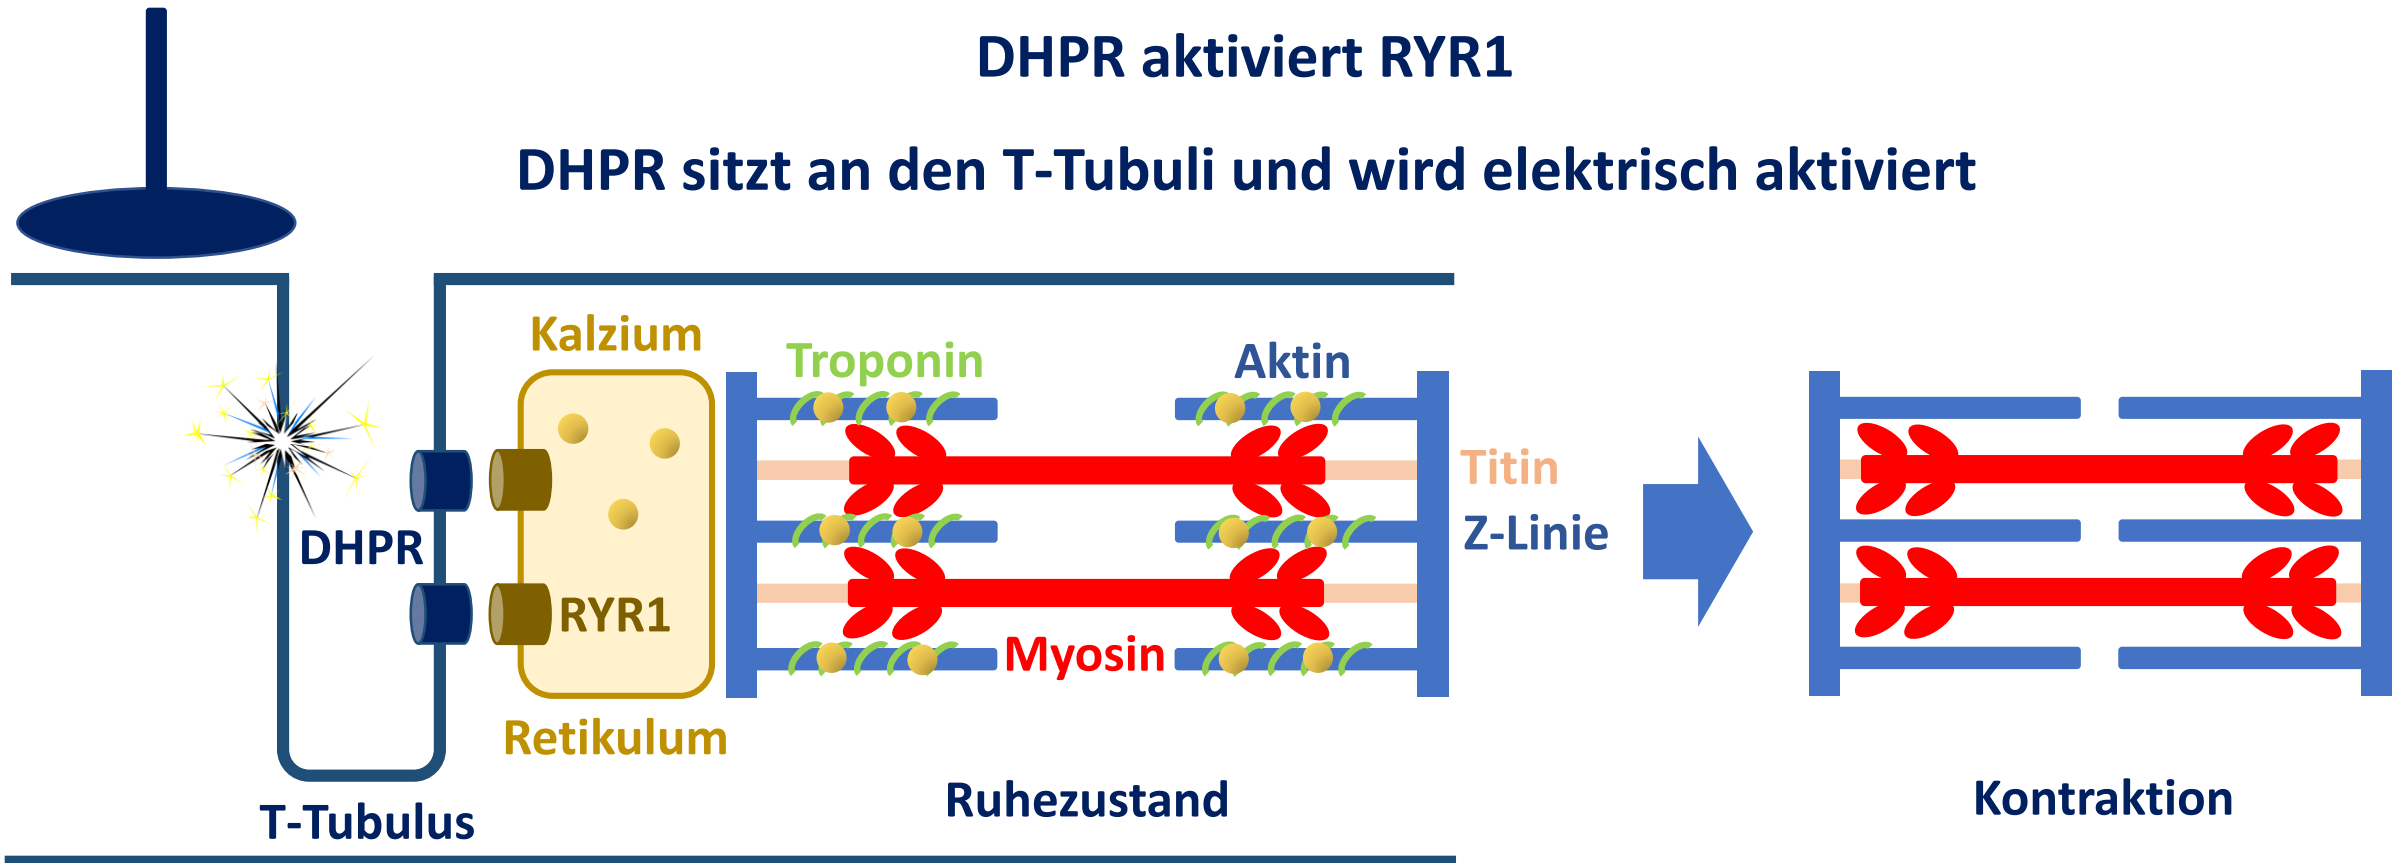 DHPR aktiviert RYR1
DHPR sitzt an den T-Tubuli und wird elektrisch aktiviert
Kalzium
Troponin
Aktin
Titin
Z-Linie
DHPR
RYR1
Myosin
Retikulum
Ruhezustand
Kontraktion
T-Tubulus